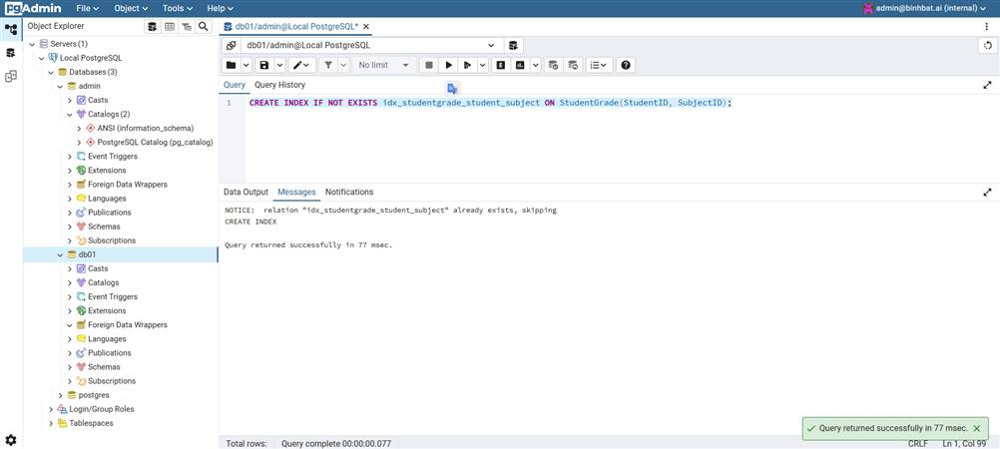 PgAdmin File Object Tools Help admin@binhbat.ai (internal)
Object Explorer
db01/admin@Local PostgreSQL*
Servers (1)
Local PostgreSQL
Databases (3)
admin
Casts
Catalogs (2)
ANSI (information_schema)
PostgreSQL Catalog (pg_catalog)
Event Triggers
Extensions
Foreign Data Wrappers
Languages
Publications
Schemas
Subscriptions
db01
Casts
Catalogs
Event Triggers
Extensions
Foreign Data Wrappers
Languages
Publications
Schemas
Subscriptions
postgres
Login/Group Roles
Tablespaces
db01/admin@Local PostgreSQL
No limit
Query Query History
1 CREATE INDEX IF NOT EXISTS idx_studentgrade_student_subject ON StudentGrade(StudentID, SubjectID);
Data Output Messages Notifications
NOTICE:  relation "idx_studentgrade_student_subject" already exists, skipping
CREATE INDEX
Query returned successfully in 77 msec.
Query returned successfully in 77 msec.
Total rows: Query complete 00:00:00.077 CRLF Ln 1, Col 99